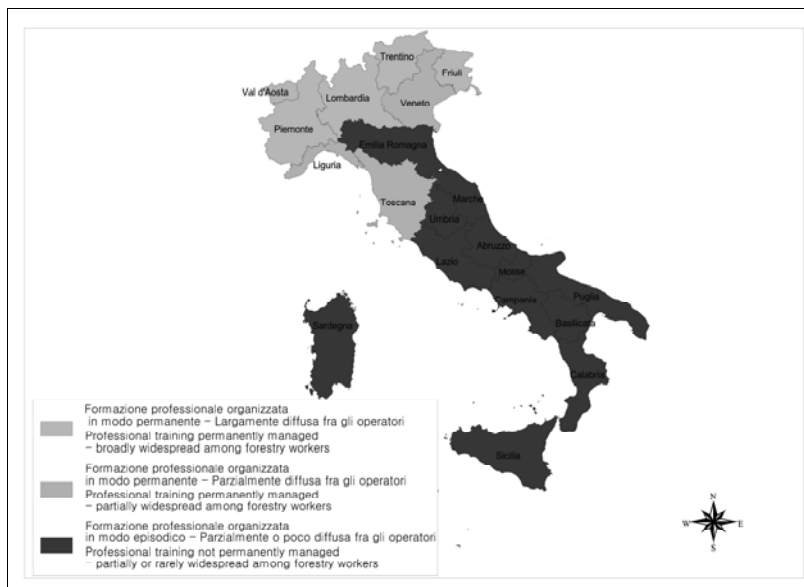 Trentino
Friuli
Val d'Aosta
Lombardia
Veneto
Piemonte
Emilia Romagna
Liguria
Toscana
Marche
Umbria
Abruzzo
Lazio
Molise
Campania
Puglia
Basilicata
Sardegna
Calabria
Sicilia
Formazione professionale organizzata
in modo permanente – Largamente diffusa fra gli operatori
Professional training permanently managed
– broadly widespread among forestry workers
Formazione professionale organizzata
in modo permanente – Parzialmente diffusa fra gli operatori
Professional training permanently managed
– partially widespread among forestry workers
Formazione professionale organizzata
in modo episodico – Parzialmente o poco diffusa fra gli operatori
Professional training not permanently managed
– partially or rarely widespread among forestry workers
N
W E
S